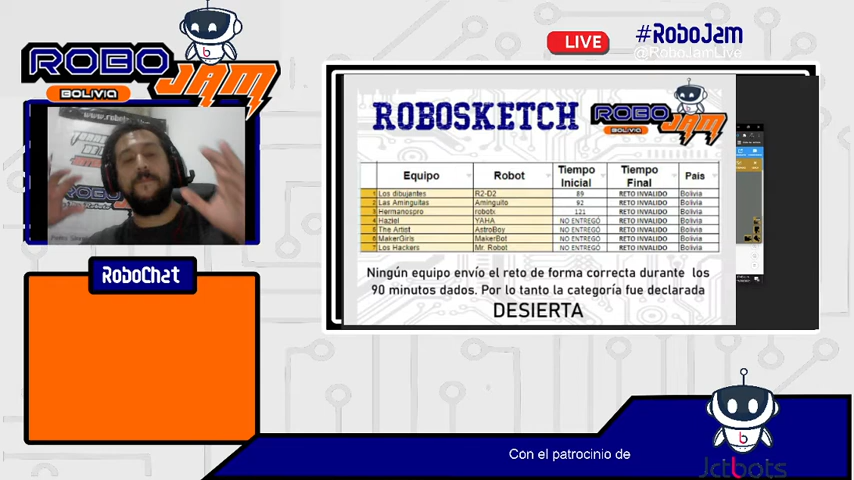 ROBO
JAM
BOLIVIA
LIVE
#RoboJam
@RoboJamLive
ROBOSKETCH
ROBO
JAM
BOLIVIA
Equipo Robot Tiempo Inicial Tiempo Final País
1 Los dibujantes R2-D2 89 RETO INVALIDO Bolivia
2 Las Aminguitas Aminguito 92 RETO INVALIDO Bolivia
3 Hermanospro robotx 121 RETO INVALIDO Bolivia
4 Haziel YAHA NO ENTREGÓ RETO INVALIDO Bolivia
5 The Artist AstroBoy NO ENTREGÓ RETO INVALIDO Bolivia
6 MakerGirls MakerBot NO ENTREGÓ RETO INVALIDO Bolivia
7 Los Hackers Mr. Robot NO ENTREGÓ RETO INVALIDO Bolivia
Ningún equipo envío el reto de forma correcta durante los
90 minutos dados. Por lo tanto la categoría fue declarada
DESIERTA
RoboChat
Con el patrocinio de
Jctbots